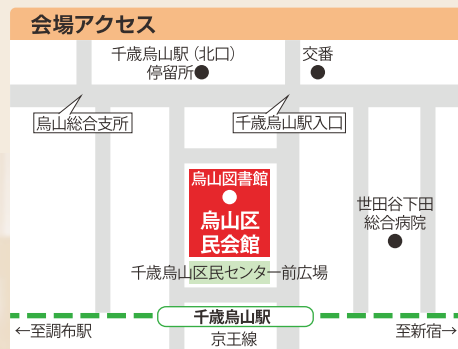 会場アクセス
千歳烏山駅（北口）
停留所
交番
烏山総合支所
千歳烏山駅入口
烏山図書館
烏山区
民会館
世田谷下田
総合病院
千歳烏山区民センター前広場
千歳烏山駅
←至調布駅
京王線
至新宿→